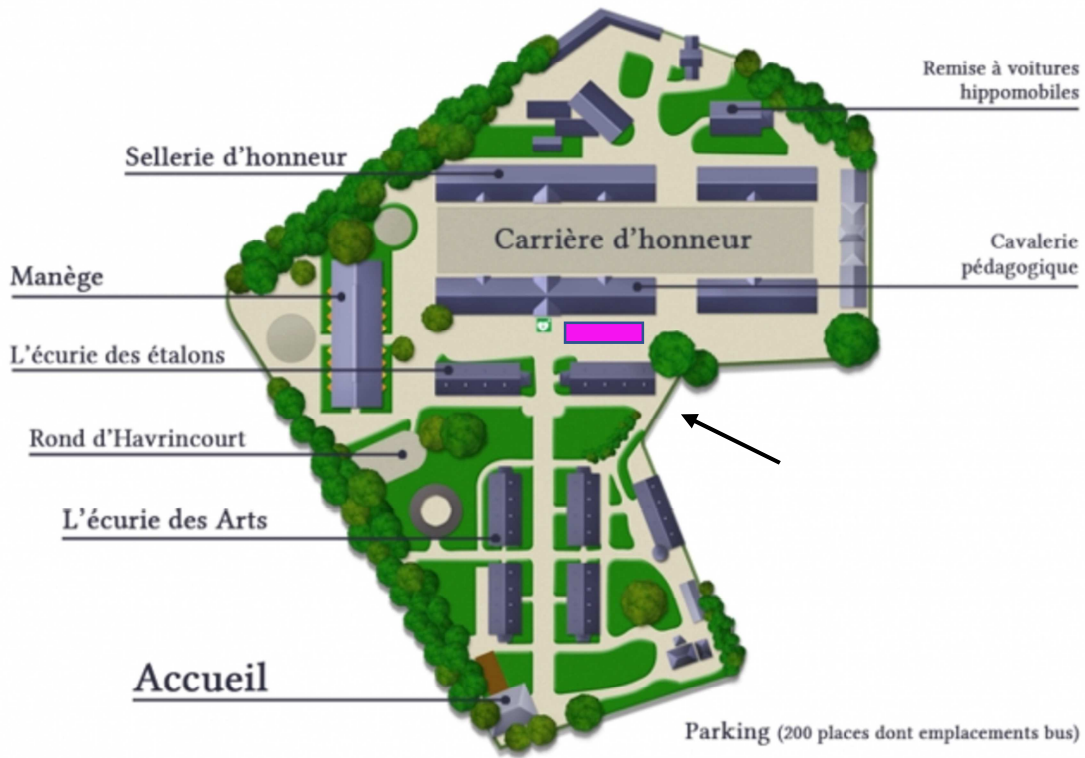 Remise à voitures
hippomobiles
Sellerie d'honneur
Carrière d'honneur
Cavalerie
pédagogique
Manège
L'écurie des étalons
Rond d'Havrincourt
L'écurie des Arts
Accueil
Parking (200 places dont emplacements bus)